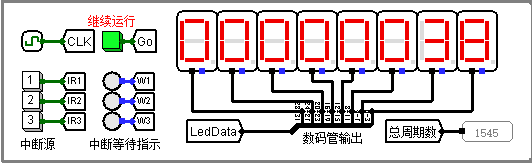 继续运行
CLK
Go
1 IR1
2 IR2
3 IR3
中断源
W1
W2
W3
中断等待指示
LedData
数码管输出
总周期数
1545